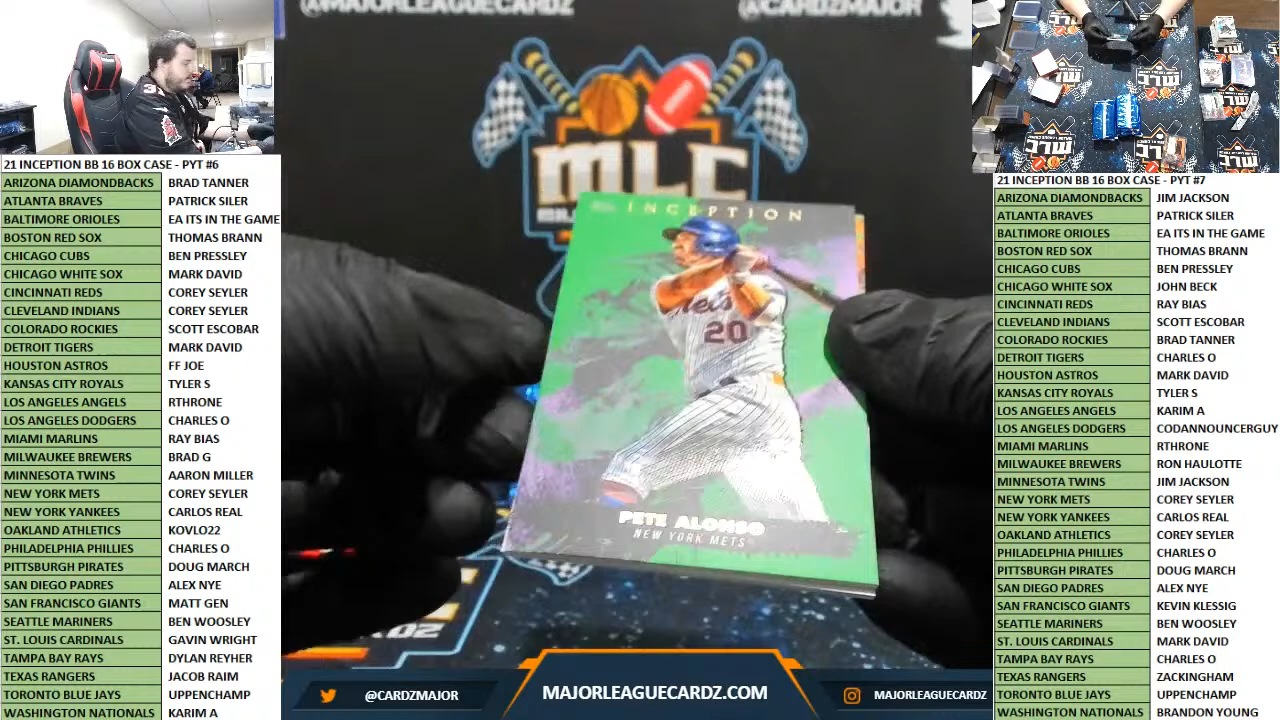 @MAJORLEAGUECARDZ
@CARDZMAJOR
21 INCEPTION BB 16 BOX CASE - PYT #6
ARIZONA DIAMONDBACKS BRAD TANNER
ATLANTA BRAVES PATRICK SILER
BALTIMORE ORIOLES EA ITS IN THE GAME
BOSTON RED SOX THOMAS BRANN
CHICAGO CUBS BEN PRESSLEY
CHICAGO WHITE SOX MARK DAVID
CINCINNATI REDS COREY SEYLER
CLEVELAND INDIANS COREY SEYLER
COLORADO ROCKIES SCOTT ESCOBAR
DETROIT TIGERS MARK DAVID
HOUSTON ASTROS FF JOE
KANSAS CITY ROYALS TYLER S
LOS ANGELES ANGELS RTHRONE
LOS ANGELES DODGERS CHARLES O
MIAMI MARLINS RAY BIAS
MILWAUKEE BREWERS BRAD G
MINNESOTA TWINS AARON MILLER
NEW YORK METS COREY SEYLER
NEW YORK YANKEES CARLOS REAL
OAKLAND ATHLETICS KOVLO22
PHILADELPHIA PHILLIES CHARLES O
PITTSBURGH PIRATES DOUG MARCH
SAN DIEGO PADRES ALEX NYE
SAN FRANCISCO GIANTS MATT GEN
SEATTLE MARINERS BEN WOOSLEY
ST. LOUIS CARDINALS GAVIN WRIGHT
TAMPA BAY RAYS DYLAN REYHER
TEXAS RANGERS JACOB RAIM
TORONTO BLUE JAYS UPPENCHAMP
WASHINGTON NATIONALS KARIM A
MLC
INCEPTION
Mets
20
PETE ALONSO
NEW YORK METS
@CARDZMAJOR
MAJORLEAGUECARDZ.COM
MAJORLEAGUECARDZ
21 INCEPTION BB 16 BOX CASE - PYT #7
ARIZONA DIAMONDBACKS JIM JACKSON
ATLANTA BRAVES PATRICK SILER
BALTIMORE ORIOLES EA ITS IN THE GAME
BOSTON RED SOX THOMAS BRANN
CHICAGO CUBS BEN PRESSLEY
CHICAGO WHITE SOX JOHN BECK
CINCINNATI REDS RAY BIAS
CLEVELAND INDIANS SCOTT ESCOBAR
COLORADO ROCKIES BRAD TANNER
DETROIT TIGERS CHARLES O
HOUSTON ASTROS MARK DAVID
KANSAS CITY ROYALS TYLER S
LOS ANGELES ANGELS KARIM A
LOS ANGELES DODGERS CODANNOUNCERGUY
MIAMI MARLINS RTHRONE
MILWAUKEE BREWERS RON HAULOTTE
MINNESOTA TWINS JIM JACKSON
NEW YORK METS COREY SEYLER
NEW YORK YANKEES CARLOS REAL
OAKLAND ATHLETICS COREY SEYLER
PHILADELPHIA PHILLIES CHARLES O
PITTSBURGH PIRATES DOUG MARCH
SAN DIEGO PADRES ALEX NYE
SAN FRANCISCO GIANTS KEVIN KLESSIG
SEATTLE MARINERS BEN WOOSLEY
ST. LOUIS CARDINALS MARK DAVID
TAMPA BAY RAYS CHARLES O
TEXAS RANGERS ZACKINGHAM
TORONTO BLUE JAYS UPPENCHAMP
WASHINGTON NATIONALS BRANDON YOUNG